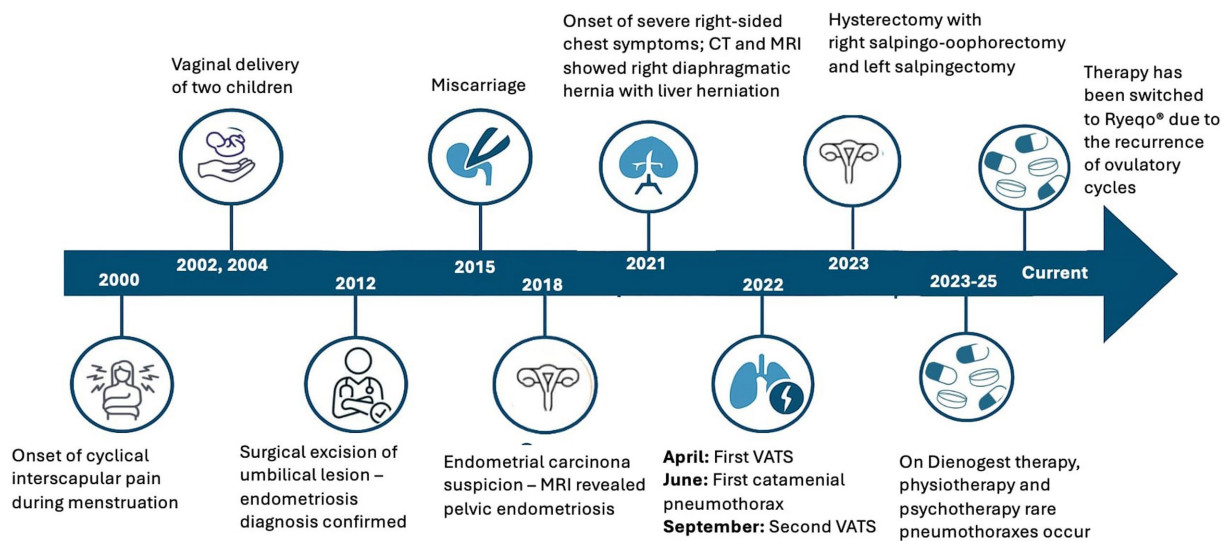 Vaginal delivery
of two children
Miscarriage
Onset of severe right-sided
chest symptoms; CT and MRI
showed right diaphragmatic
hernia with liver herniation
Hysterectomy with
right salpingo-oophorectomy
and left salpingectomy
Therapy has
been switched
to Ryeqo® due to
the recurrence
of ovulatory
cycles
2000
2002, 2004
2012
2015
2018
2021
2022
2023
2023-25
Current
Onset of cyclical
interscapular pain
during menstruation
Surgical excision of
umbilical lesion –
endometriosis
diagnosis confirmed
Endometrial carcinona
suspicion – MRI revealed
pelvic endometriosis
April: First VATS
June: First catamenial
pneumothorax
September: Second VATS
On Dienogest therapy,
physiotherapy and
psychotherapy rare
pneumothoraxes occur